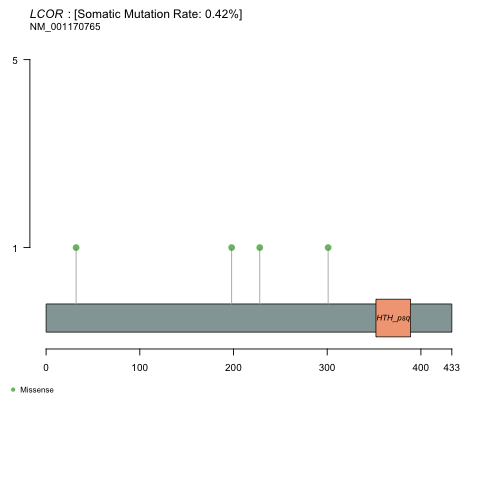 LCOR : [Somatic Mutation Rate: 0.42%]
NM_001170765
5
1
HTH_psq
0 100 200 300 400 433
Missense